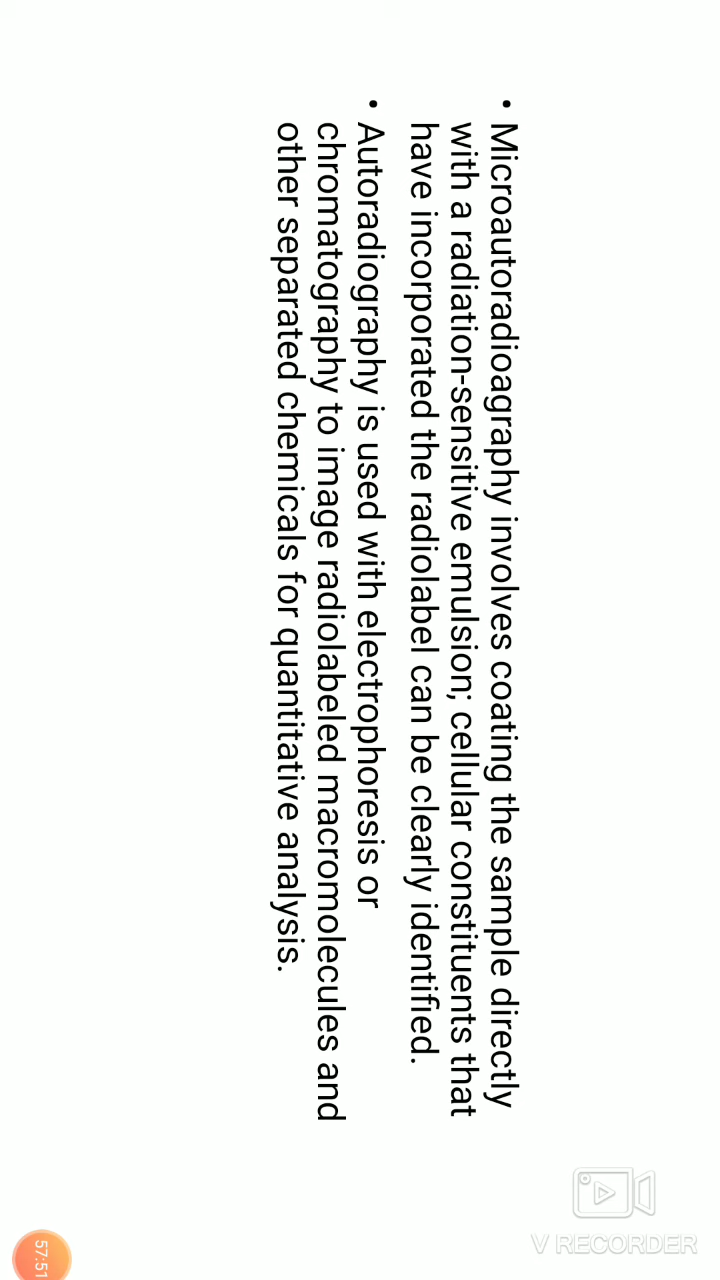 • Microautoradioagraphy involves coating the sample directly
with a radiation-sensitive emulsion; cellular constituents that
have incorporated the radiolabel can be clearly identified.
• Autoradiography is used with electrophoresis or
chromatography to image radiolabeled macromolecules and
other separated chemicals for quantitative analysis.
V RECORDER
57:51